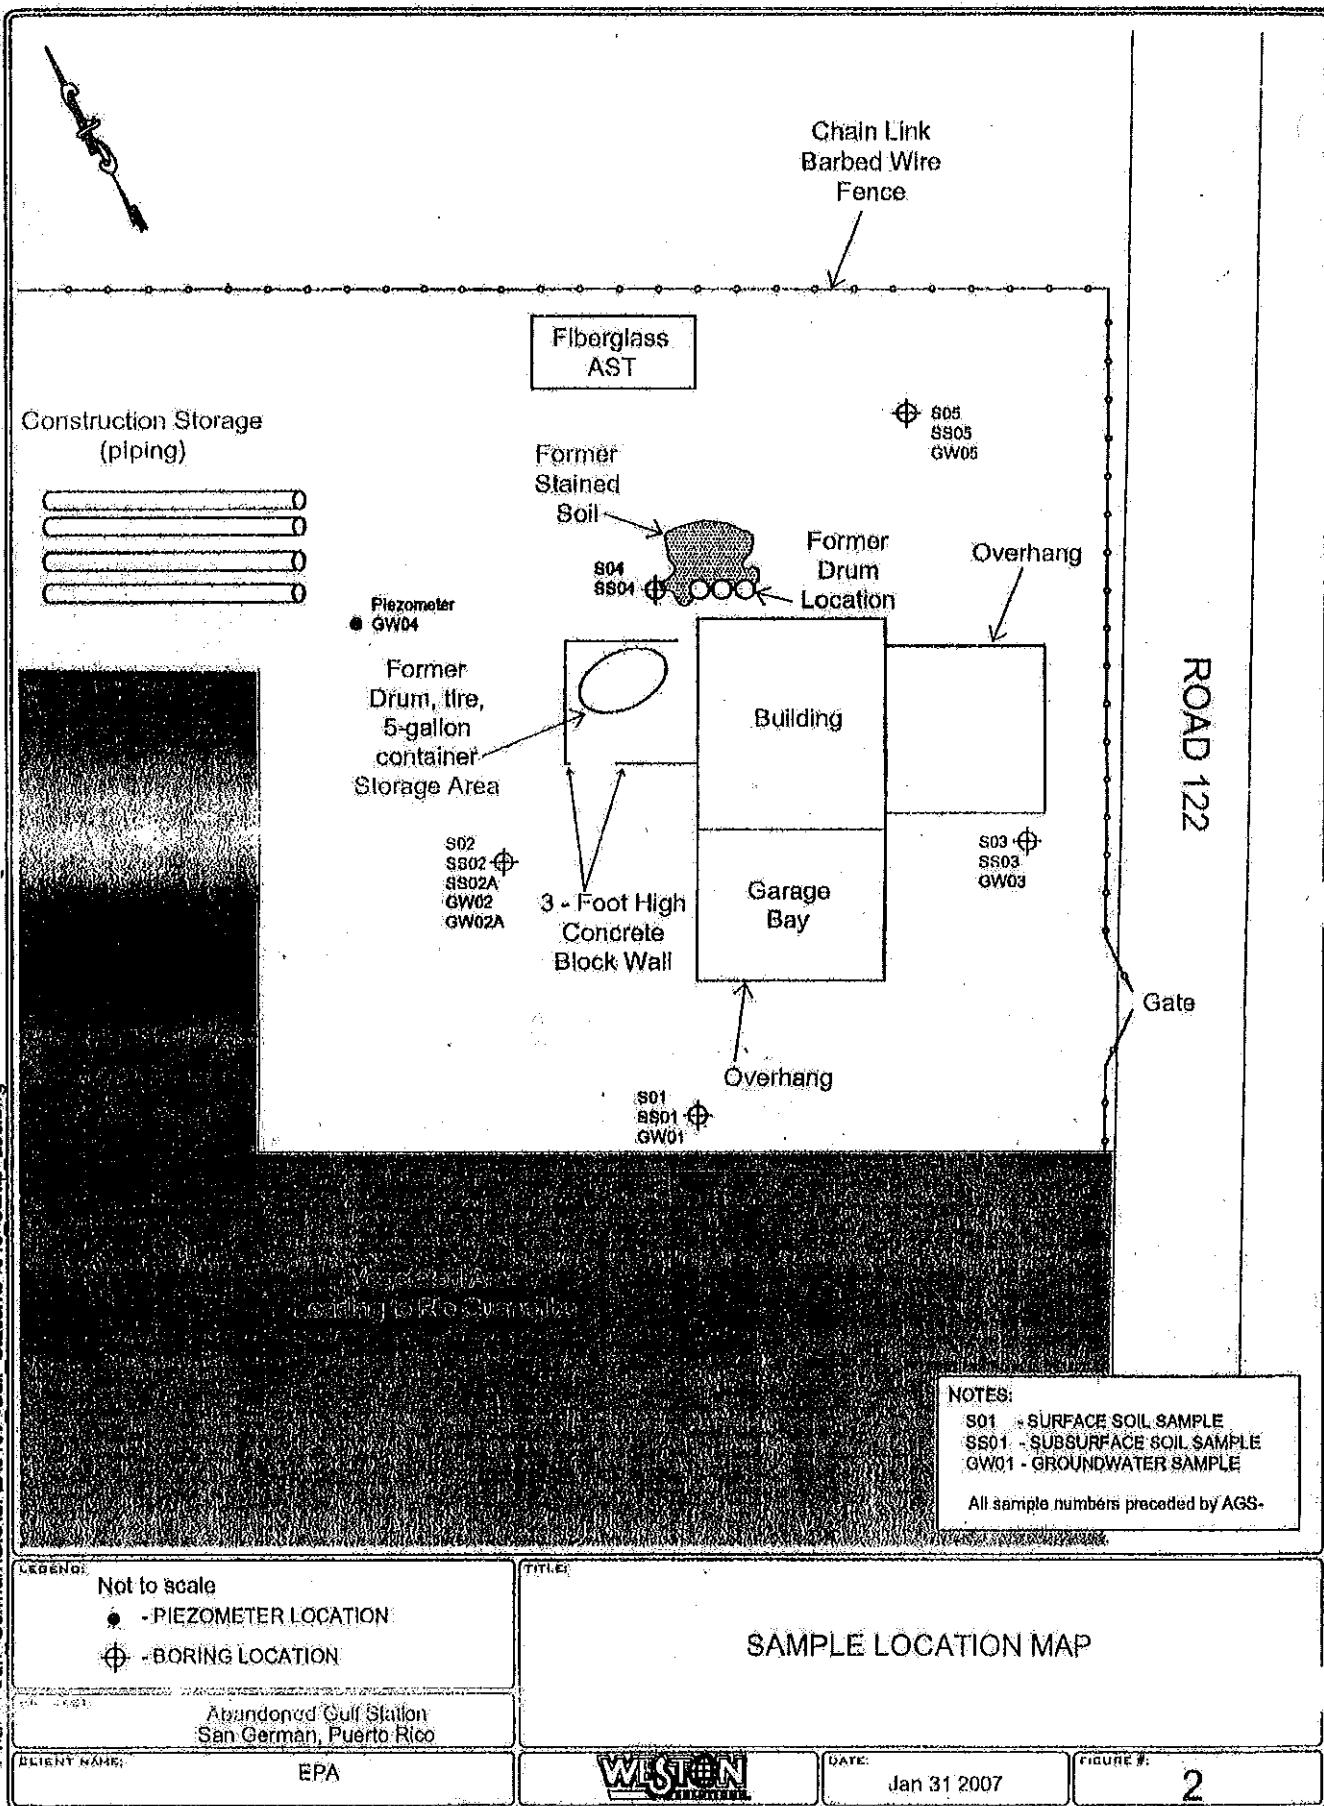 Chain Link
Barbed Wire
Fence
Fiberglass
AST
Construction Storage
(piping)
S05
SS05
GW05
Former
Stained
Soil
Former
Drum
Location
Overhang
S04
SS04
Piezometer
GW04
Former
Drum, tire,
5-gallon
container
Storage Area
Building
ROAD 122
S02
SS02
SS02A
GW02
GW02A
3 - Foot High
Concrete
Block Wall
Garage
Bay
S03
SS03
GW03
Gate
Overhang
S01
SS01
GW01
Leading to Rio Guanajibo
NOTES:
S01 - SURFACE SOIL SAMPLE
SS01 - SUBSURFACE SOIL SAMPLE
GW01 - GROUNDWATER SAMPLE
All sample numbers preceded by AGS-
LEGEND:
Not to scale
- PIEZOMETER LOCATION
- BORING LOCATION
TITLE:
SAMPLE LOCATION MAP
Abandoned Gulf Station
San German, Puerto Rico
CLIENT NAME:
EPA
WESTON
SOLUTIONS
DATE:
Jan 31 2007
FIGURE #:
2